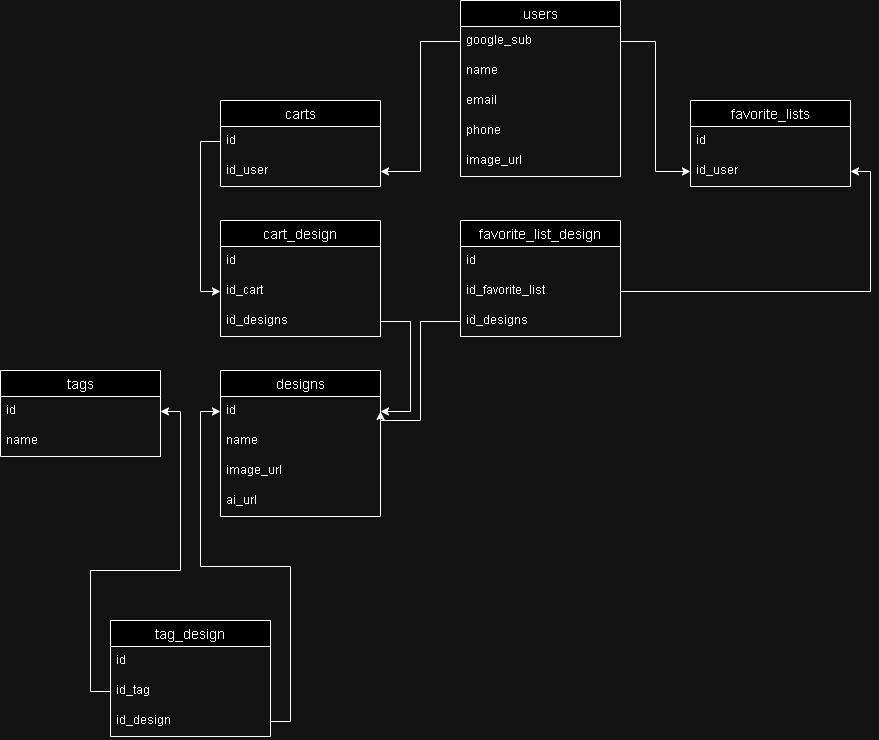 users
google_sub
name
email
phone
image_url
carts
id
id_user
favorite_lists
id
id_user
cart_design
id
id_cart
id_designs
favorite_list_design
id
id_favorite_list
id_designs
tags
id
name
designs
id
name
image_url
ai_url
tag_design
id
id_tag
id_design